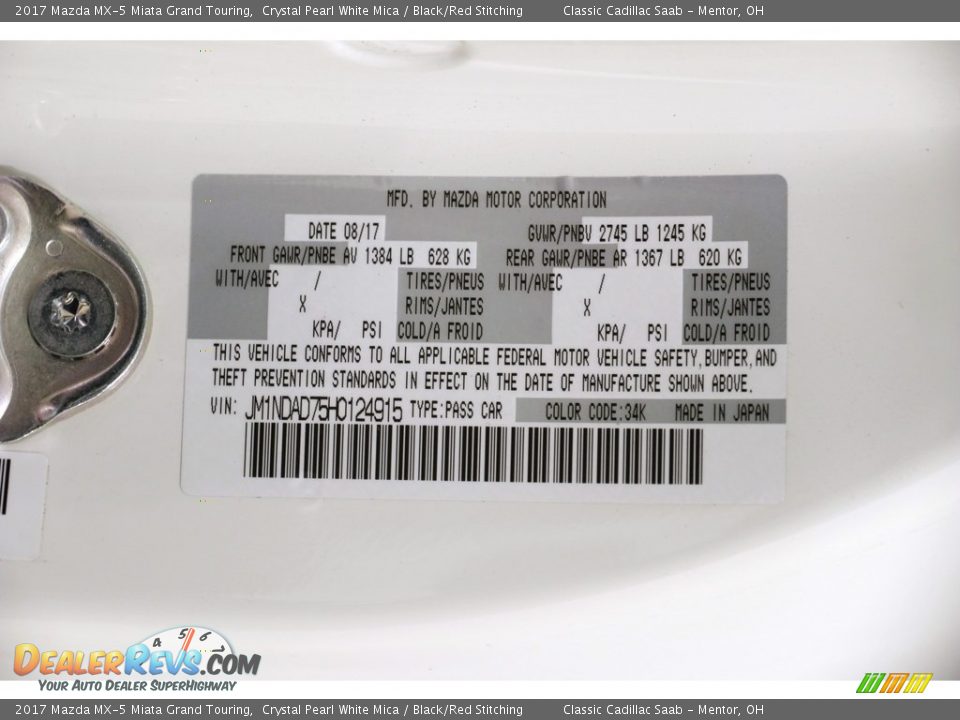 2017 Mazda MX-5 Miata Grand Touring, Crystal Pearl White Mica / Black/Red Stitching Classic Cadillac Saab - Mentor, OH
MFD. BY MAZDA MOTOR CORPORATION
DATE 08/17 GVWR/PNBV 2745 LB 1245 KG
FRONT GAWR/PNBE AV 1384 LB 628 KG REAR GAWR/PNBE AR 1367 LB 620 KG
WITH/AVEC / TIRES/PNEUS WITH/AVEC / TIRES/PNEUS
X RIMS/JANTES X RIMS/JANTES
KPA/ PSI COLD/A FROID KPA/ PSI COLD/A FROID
THIS VEHICLE CONFORMS TO ALL APPLICABLE FEDERAL MOTOR VEHICLE SAFETY,BUMPER,AND
THEFT PREVENTION STANDARDS IN EFFECT ON THE DATE OF MANUFACTURE SHOWN ABOVE.
VIN: JM1NDAD75H0124915 TYPE:PASS CAR COLOR CODE:34K MADE IN JAPAN
4 5 6 7
DEALERREVS.COM
YOUR AUTO DEALER SUPERHIGHWAY
2017 Mazda MX-5 Miata Grand Touring, Crystal Pearl White Mica / Black/Red Stitching Classic Cadillac Saab - Mentor, OH